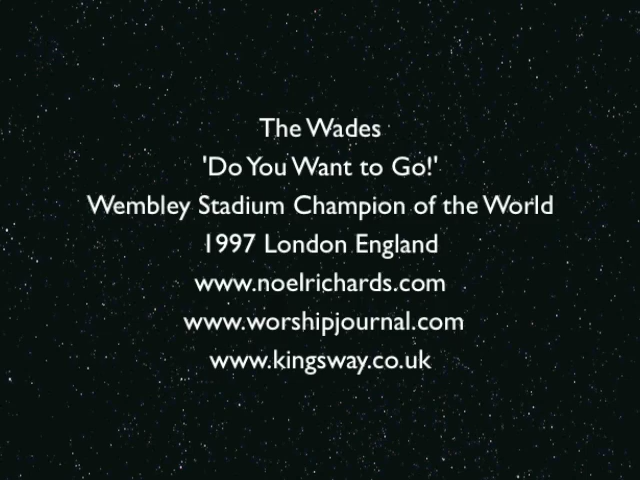 The Wades
'Do You Want to Go!'
Wembley Stadium Champion of the World
1997 London England
www.noelrichards.com
www.worshipjournal.com
www.kingsway.co.uk